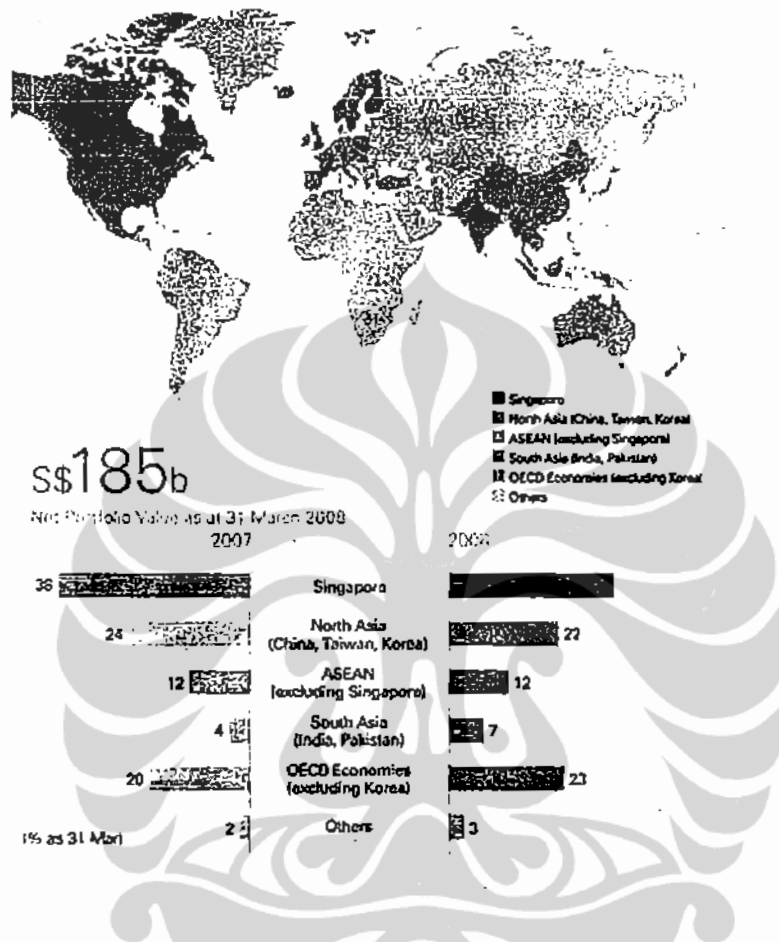 Singapore
North Asia (China, Taiwan, Korea)
ASEAN (excluding Singapore)
South Asia (India, Pakistan)
OECD Economies (excluding Korea)
Others
S$185b
Net Portfolio Value as at 31 March 2008
2007 2008
38 Singapore
24 North Asia 22
(China, Taiwan, Korea)
12 ASEAN 12
(excluding Singapore)
4 South Asia 7
(India, Pakistan)
20 OECD Economies 23
(excluding Korea)
2 Others 3
(% as 31 Mar)